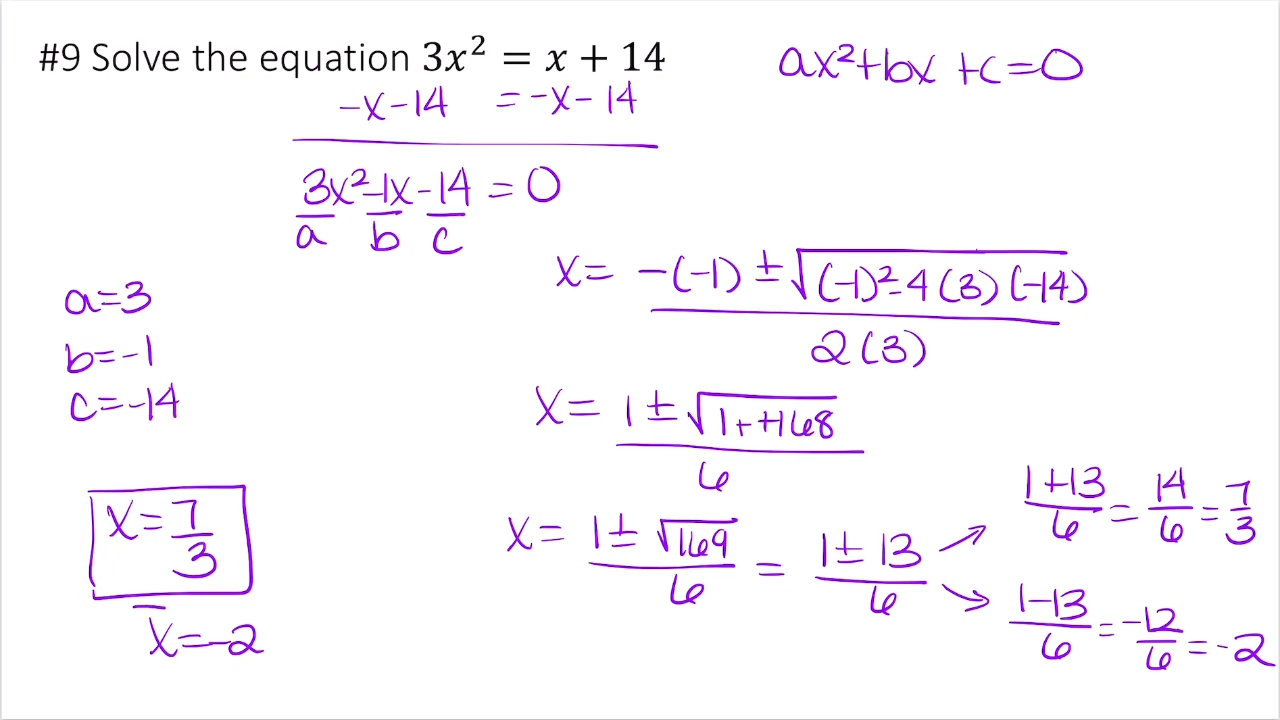 #9 Solve the equation 3x² = x + 14
ax²+bx+c=0
-x-14 = -x-14
3x²-1x-14 = 0
a b c
a=3
b=-1
c=-14
x= -(-1) ± √(-1)²-4(3)(-14)
2(3)
x= 1 ± √1++168
6
x= 1± √169 / 6 = 1± 13 / 6
1+13 / 6 = 14 / 6 = 7 / 3
1-13 / 6 = -12 / 6 = -2
x= 7 / 3
x=-2